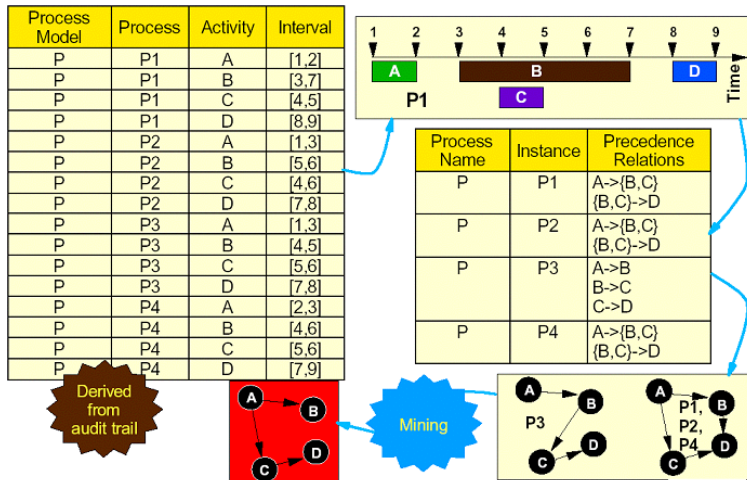 Process Model Process Activity Interval
P P1 A [1,2]
P P1 B [3,7]
P P1 C [4,5]
P P1 D [8,9]
P P2 A [1,3]
P P2 B [5,6]
P P2 C [4,6]
P P2 D [7,8]
P P3 A [1,3]
P P3 B [4,5]
P P3 C [5,6]
P P3 D [7,8]
P P4 A [2,3]
P P4 B [4,6]
P P4 C [5,6]
P P4 D [7,9]
1 2 3 4 5 6 7 8 9
A B D
C
P1
Time
Process Name Instance Precedence Relations
P P1 A->{B,C}
{B,C}->D
P P2 A->{B,C}
{B,C}->D
P P3 A->B
B->C
C->D
P P4 A->{B,C}
{B,C}->D
Derived
from
audit trail
A
B
C
D
Mining
A
B
P3
D
C
A
B
P1,
P2,
P4
D
C